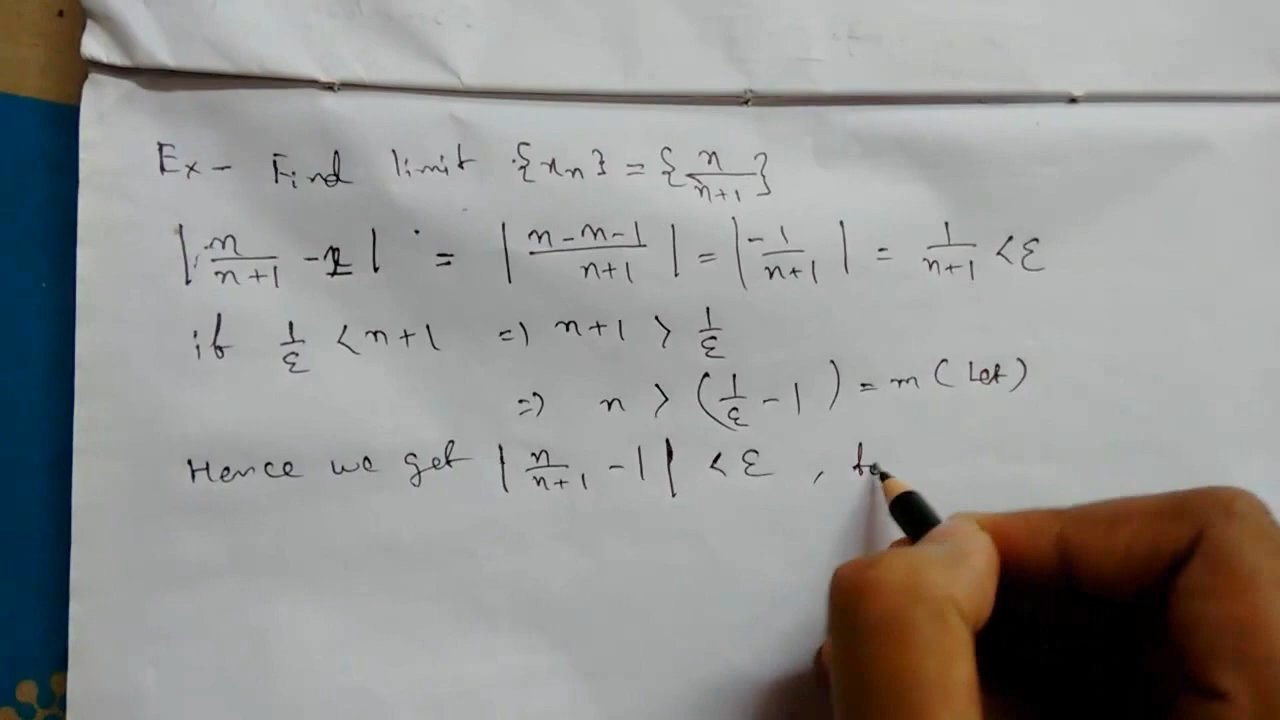 Ex - Find limit {xn} = {n/n+1}
|n/n+1 - 1| = |n-n-1/n+1| = |-1/n+1| = 1/n+1 < ε
if 1/ε < n+1 => n+1 > 1/ε
=> n > (1/ε - 1) = m (Let)
Hence we get |n/n+1 - 1| < ε ,